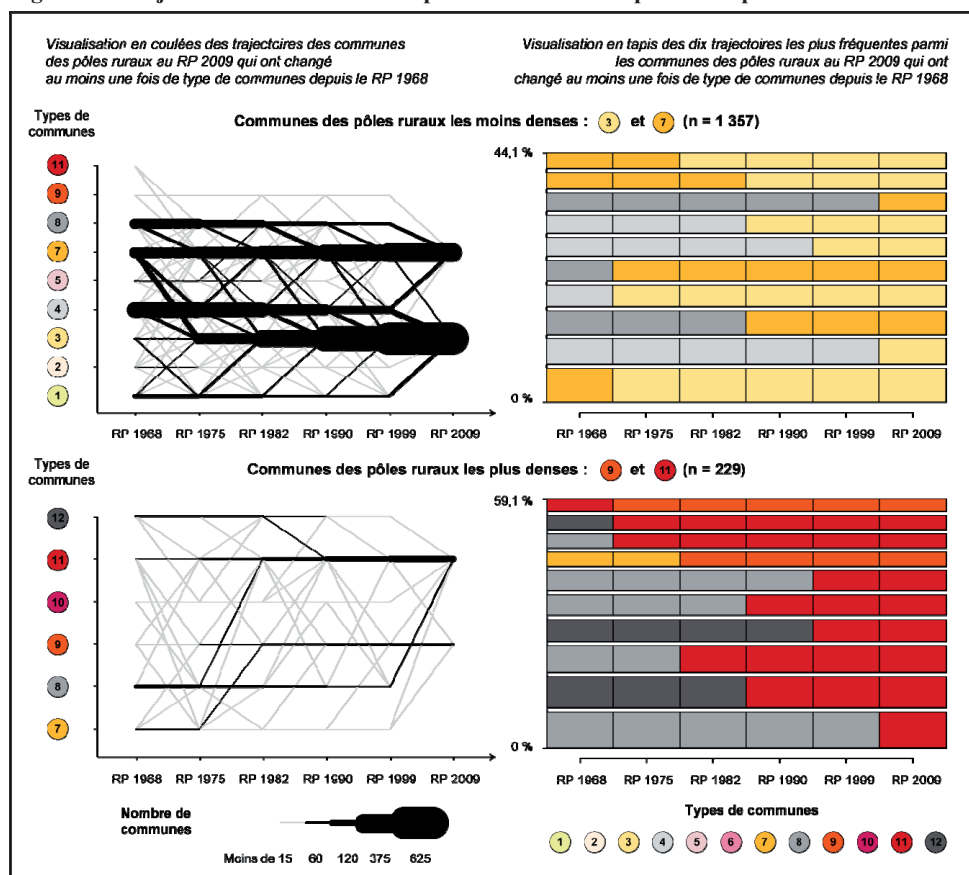 Visualisation en coulées des trajectoires des communes
des pôles ruraux au RP 2009 qui ont changé
au moins une fois de type de communes depuis le RP 1968
Visualisation en tapis des dix trajectoires les plus fréquentes parmi
les communes des pôles ruraux au RP 2009 qui ont
changé au moins une fois de type de communes depuis le RP 1968
Types de
communes
Communes des pôles ruraux les moins denses : 3 et 7 (n = 1 357)
11
9
8
7
5
4
3
2
1
44,1 %
0 %
RP 1968 RP 1975 RP 1982 RP 1990 RP 1999 RP 2009
RP 1968 RP 1975 RP 1982 RP 1990 RP 1999 RP 2009
Types de
communes
Communes des pôles ruraux les plus denses : 9 et 11 (n = 229)
12
11
10
9
8
7
59,1 %
0 %
RP 1968 RP 1975 RP 1982 RP 1990 RP 1999 RP 2009
RP 1968 RP 1975 RP 1982 RP 1990 RP 1999 RP 2009
Nombre de
communes
Moins de 15 60 120 375 625
Types de communes
1 2 3 4 5 6 7 8 9 10 11 12